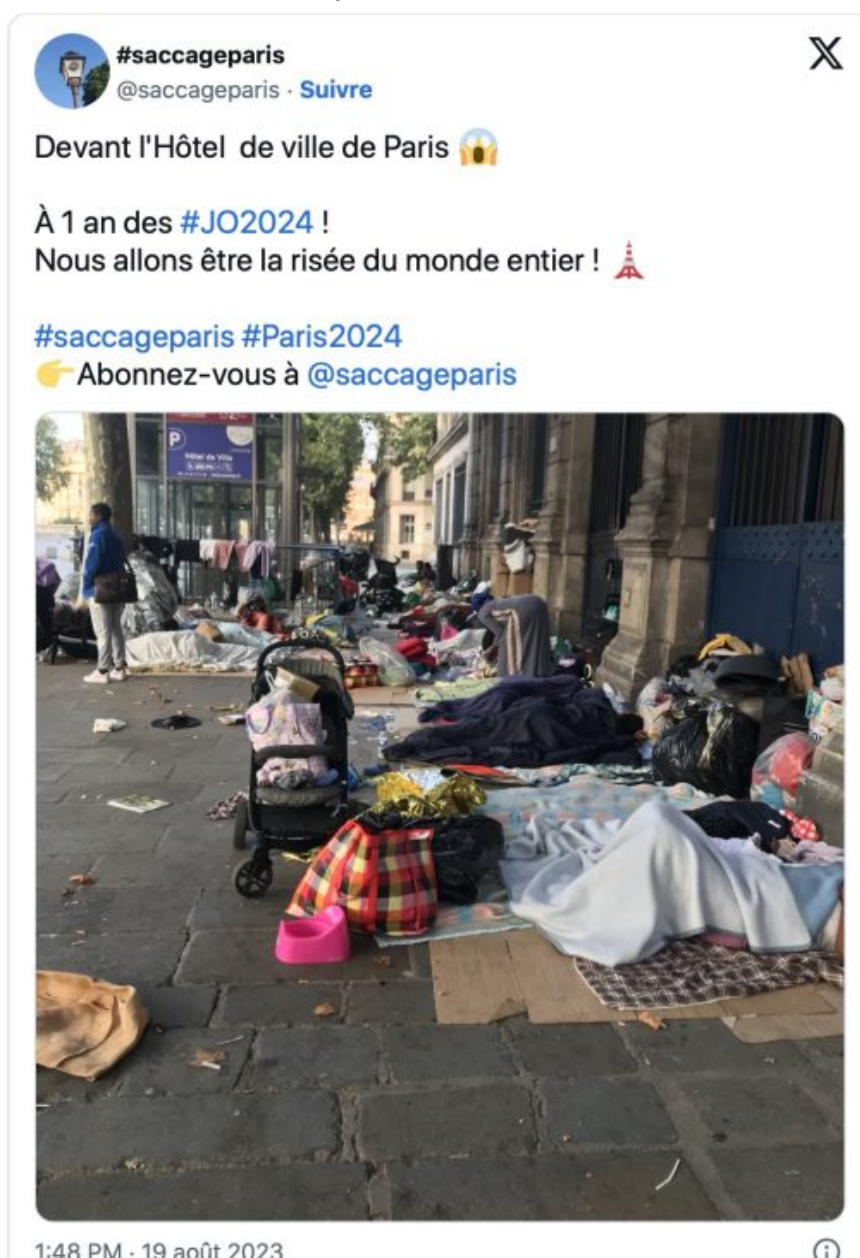 #saccageparis
@saccageparis · Suivre
Devant l'Hôtel de ville de Paris 😱
À 1 an des #JO2024 !
Nous allons être la risée du monde entier ! 🗼
#saccageparis #Paris2024
👉Abonnez-vous à @saccageparis
P
Hôtel de Ville
1:48 PM · 19 août 2023